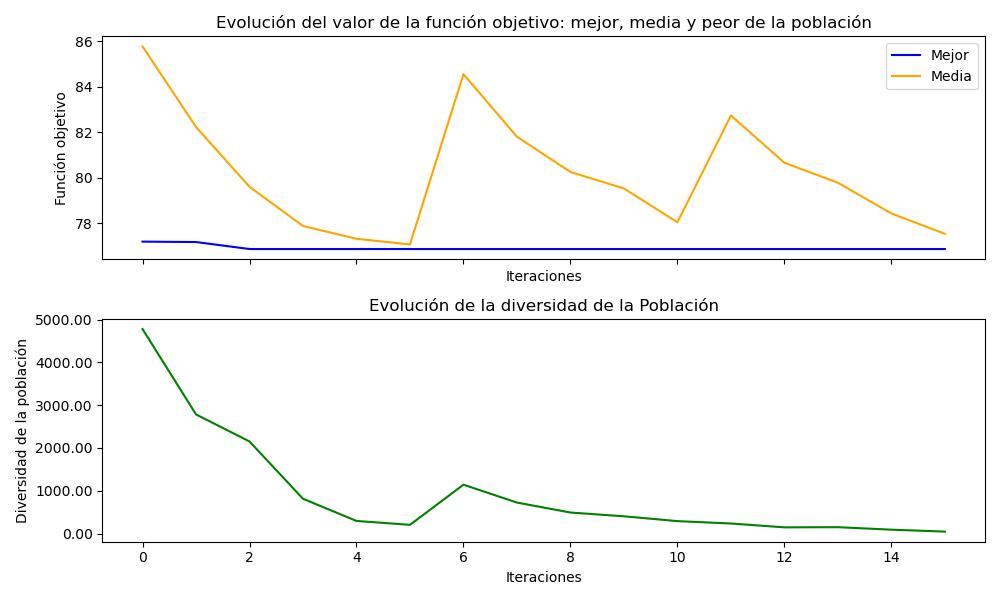 Evolución del valor de la función objetivo: mejor, media y peor de la población
Función objetivo
86
84
82
80
78
Mejor
Media
Iteraciones
Evolución de la diversidad de la Población
Diversidad de la población
5000.00
4000.00
3000.00
2000.00
1000.00
0.00
0 2 4 6 8 10 12 14
Iteraciones